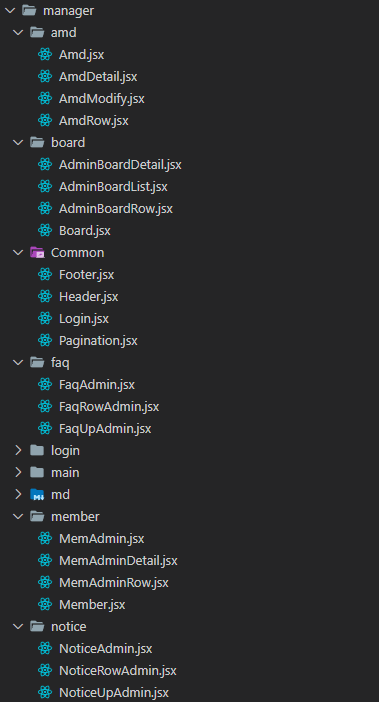 manager
amd
Amd.jsx
AmdDetail.jsx
AmdModify.jsx
AmdRow.jsx
board
AdminBoardDetail.jsx
AdminBoardList.jsx
AdminBoardRow.jsx
Board.jsx
Common
Footer.jsx
Header.jsx
Login.jsx
Pagination.jsx
faq
FaqAdmin.jsx
FaqRowAdmin.jsx
FaqUpAdmin.jsx
login
main
md
member
MemAdmin.jsx
MemAdminDetail.jsx
MemAdminRow.jsx
Member.jsx
notice
NoticeAdmin.jsx
NoticeRowAdmin.jsx
NoticeUpAdmin.jsx